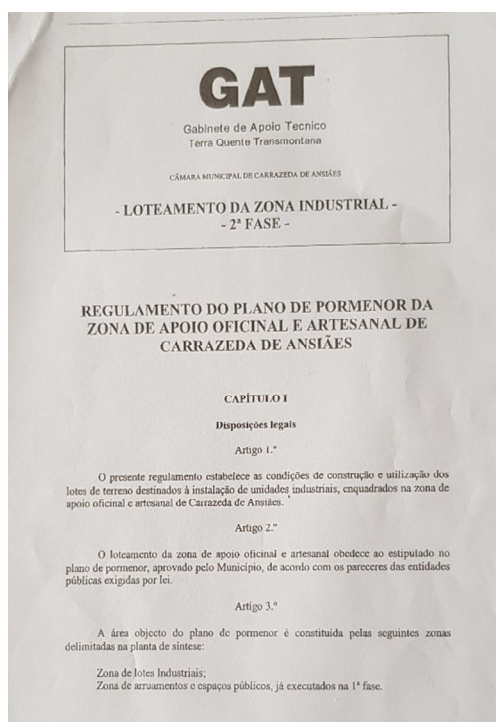 GAT
Gabinete de Apoio Tecnico
Terra Quente Transmontana
CÂMARA MUNICIPAL DE CARRAZEDA DE ANSIÃES
- LOTEAMENTO DA ZONA INDUSTRIAL -
- 2ª FASE -
REGULAMENTO DO PLANO DE PORMENOR DA
ZONA DE APOIO OFICINAL E ARTESANAL DE
CARRAZEDA DE ANSIÃES
CAPÍTULO I
Disposições legais
Artigo 1.º
O presente regulamento estabelece as condições de construção e utilização dos
lotes de terreno destinados à instalação de unidades industriais, enquadrados na zona de
apoio oficinal e artesanal de Carrazeda de Ansiães.
Artigo 2.º
O loteamento da zona de apoio oficinal e artesanal obedece ao estipulado no
plano de pormenor, aprovado pelo Município, de acordo com os pareceres das entidades
públicas exigidas por lei.
Artigo 3.º
A área objecto do plano de pormenor é constituída pelas seguintes zonas
delimitadas na planta de síntese:
Zona de lotes Industriais;
Zona de arruamentos e espaços públicos, já executados na 1ª fase.